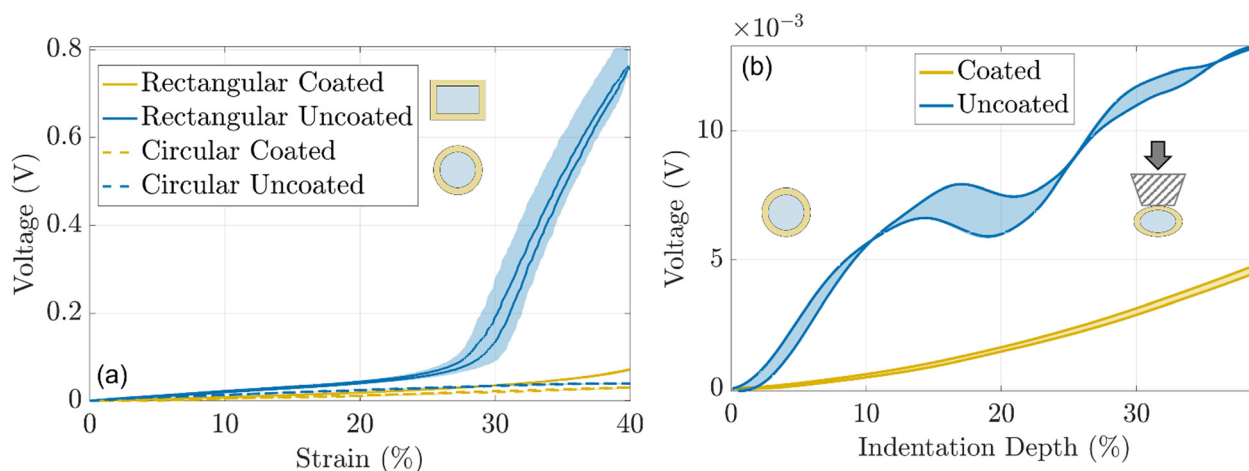 0.8
0.6
0.4
0.2
0
Voltage (V)
Rectangular Coated
Rectangular Uncoated
Circular Coated
Circular Uncoated
(a)
0 10 20 30 40
Strain (%)
×10⁻³
(b)
Coated
Uncoated
10
5
0
Voltage (V)
0 10 20 30
Indentation Depth (%)